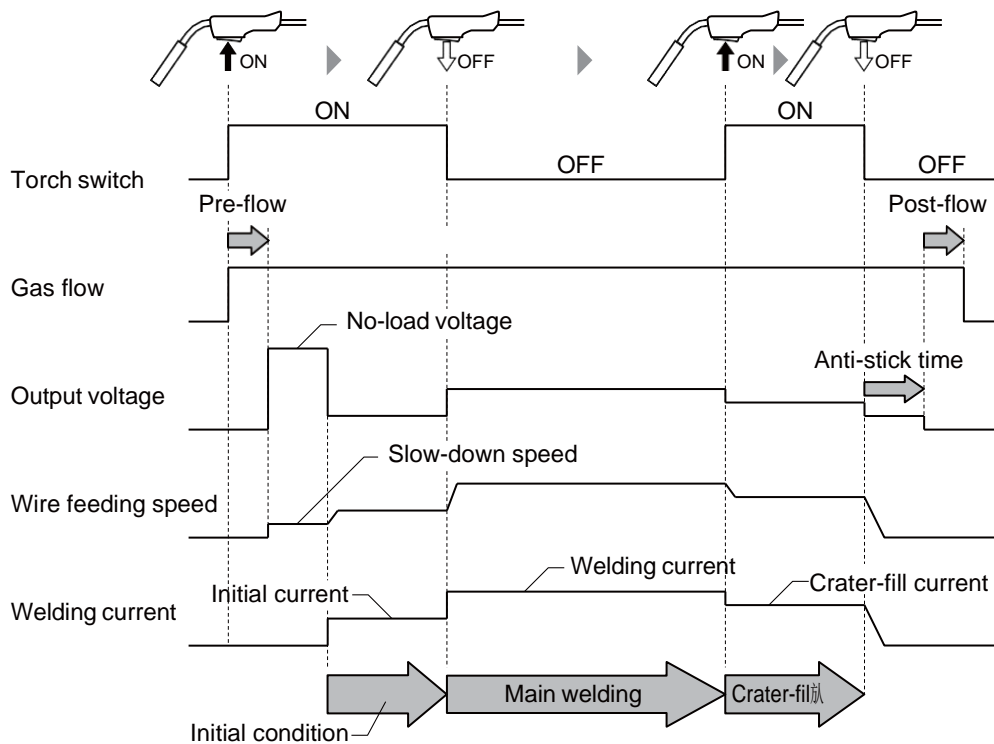 ON
OFF
ON
OFF
ON
ON
Torch switch
OFF
OFF
Pre-flow
Post-flow
Gas flow
No-load voltage
Anti-stick time
Output voltage
Slow-down speed
Wire feeding speed
Welding current
Initial current
Crater-fill current
Welding current
Main welding
Initial condition